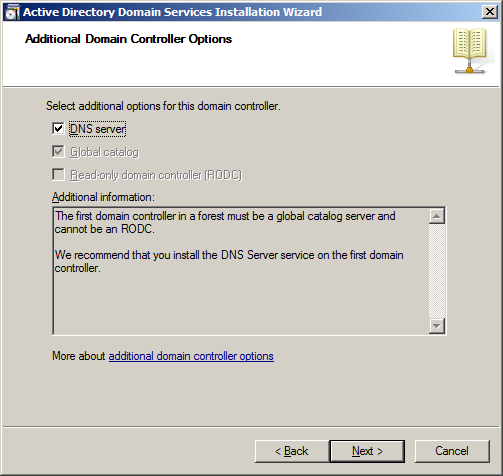 Active Directory Domain Services Installation Wizard
Additional Domain Controller Options
Select additional options for this domain controller.
DNS server
Global catalog
Read-only domain controller (RODC)
Additional information:
The first domain controller in a forest must be a global catalog server and
cannot be an RODC.
We recommend that you install the DNS Server service on the first domain
controller.
More about additional domain controller options
< Back
Next >
Cancel